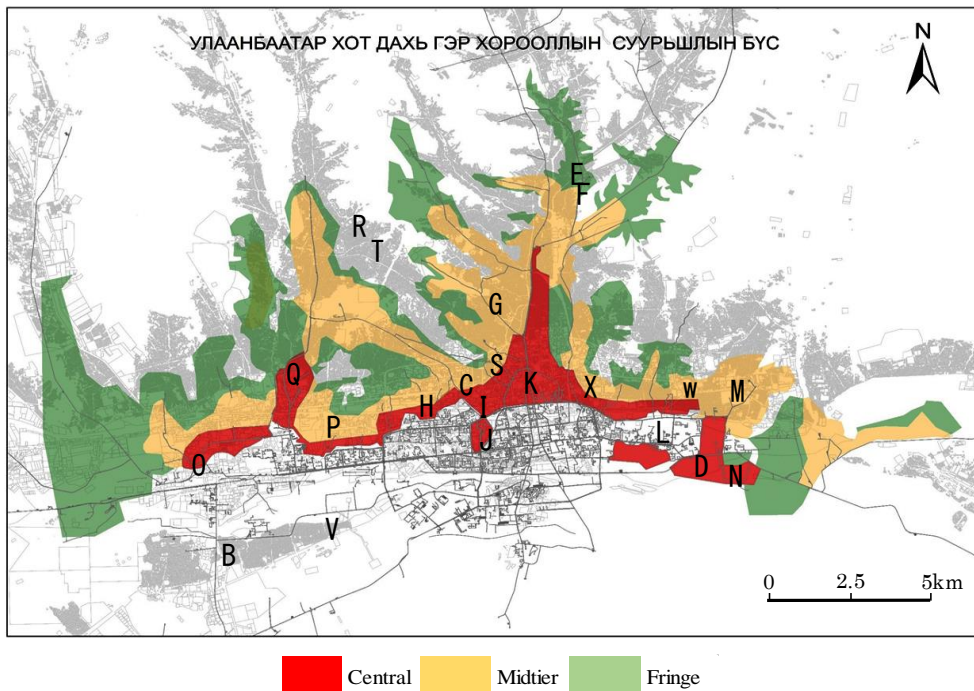 УЛААНБААТАР ХОТ ДАХЬ ГЭР ХОРООЛЛЫН СУУРЬШЛЫН БҮС
N
E
F
R
T
G
Q
S
C
K
X
H
I
w
M
P
J
L
O
D
N
V
B
0 2.5 5km
Central Midtier Fringe